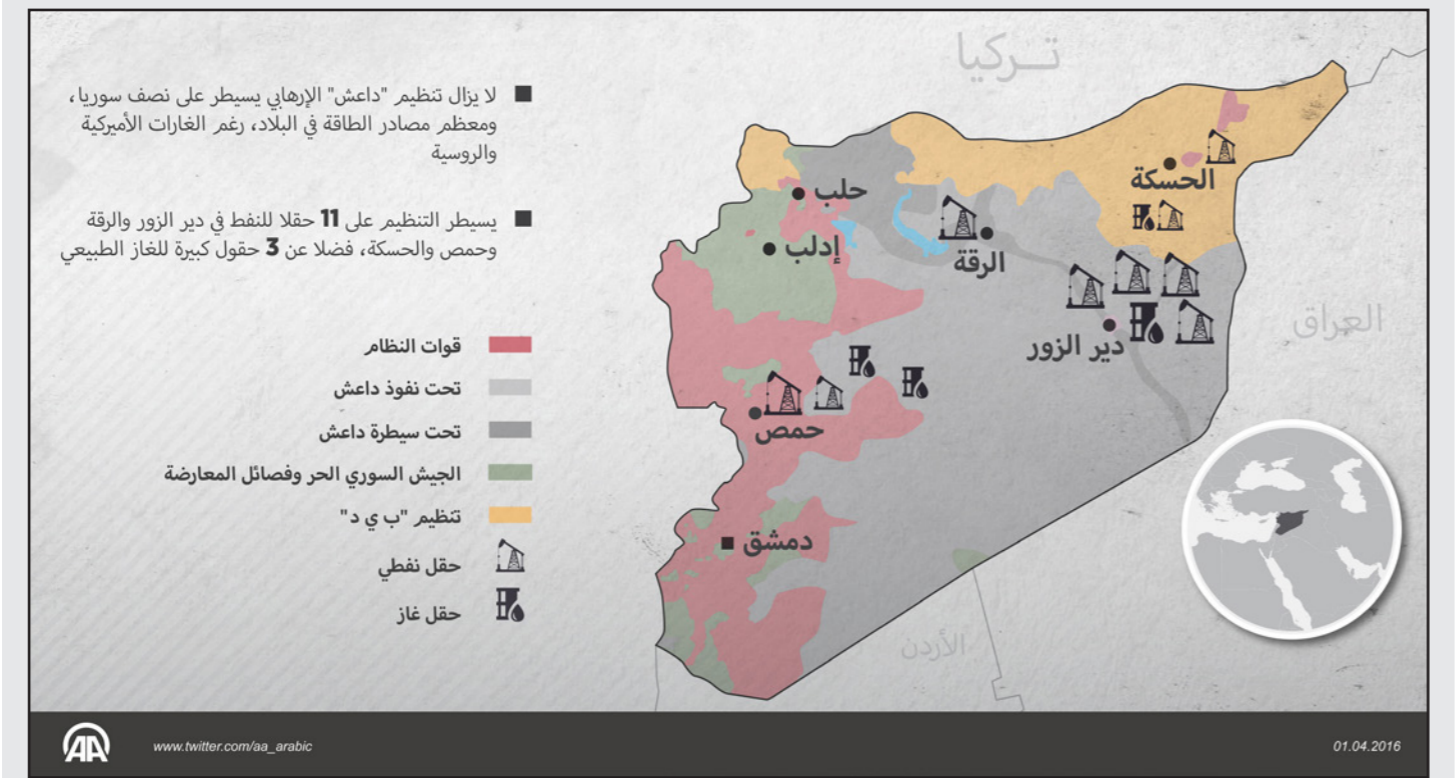 تركيا
لا يزال تنظيم "داعش" الإرهابي يسيطر على نصف سوريا،
ومعظم مصادر الطاقة في البلاد، رغم الغارات الأميركية
والروسية
يسيطر التنظيم على 11 حقلا للنفط في دير الزور والرقة
وحمص والحسكة، فضلا عن 3 حقول كبيرة للغاز الطبيعي
قوات النظام
تحت نفوذ داعش
تحت سيطرة داعش
الجيش السوري الحر وفصائل المعارضة
تنظيم "ب ي د"
حقل نفطي
حقل غاز
الحسكة
حلب
إدلب
الرقة
العراق
دير الزور
حمص
دمشق
الأردن
AA
www.twitter.com/aa_arabic
01.04.2016